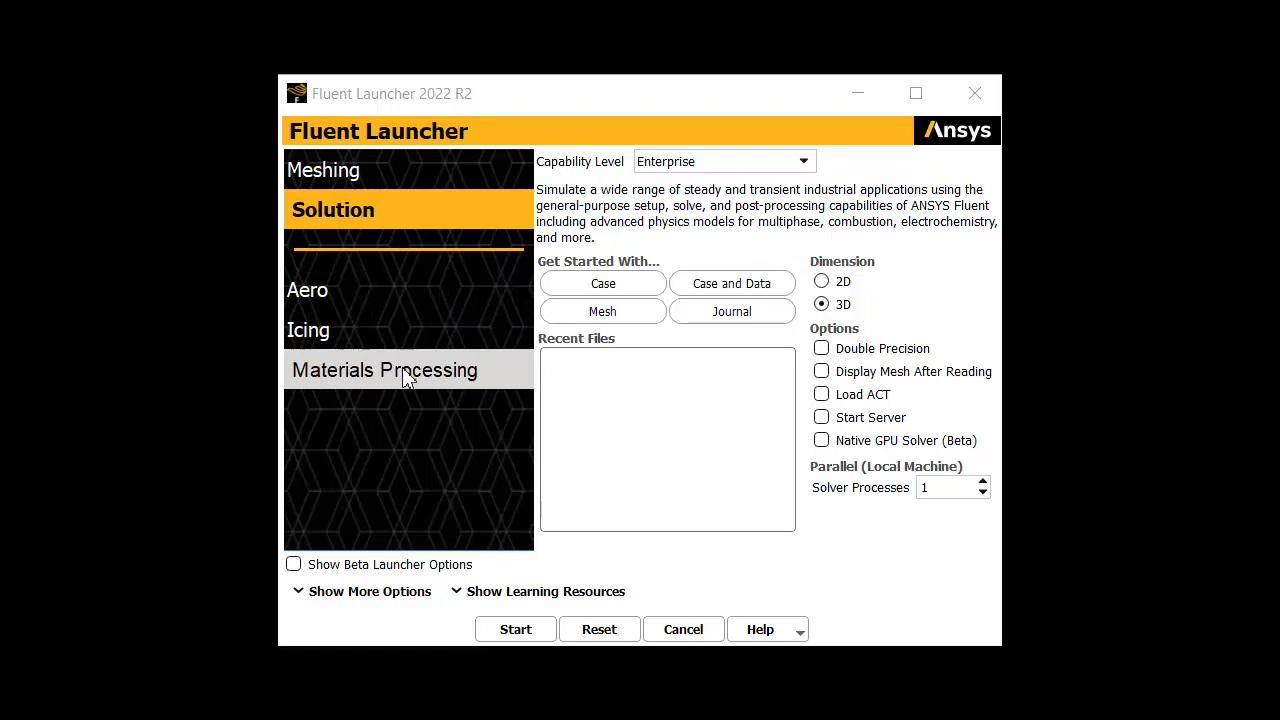 Fluent Launcher 2022 R2
Fluent Launcher
Ansys
Meshing
Solution
Aero
Icing
Materials Processing
Capability Level Enterprise
Simulate a wide range of steady and transient industrial applications using the
general-purpose setup, solve, and post-processing capabilities of ANSYS Fluent
including advanced physics models for multiphase, combustion, electrochemistry,
and more.
Get Started With...
Case
Case and Data
Mesh
Journal
Recent Files
Dimension
2D
3D
Options
Double Precision
Display Mesh After Reading
Load ACT
Start Server
Native GPU Solver (Beta)
Parallel (Local Machine)
Solver Processes 1
Show Beta Launcher Options
Show More Options
Show Learning Resources
Start
Reset
Cancel
Help